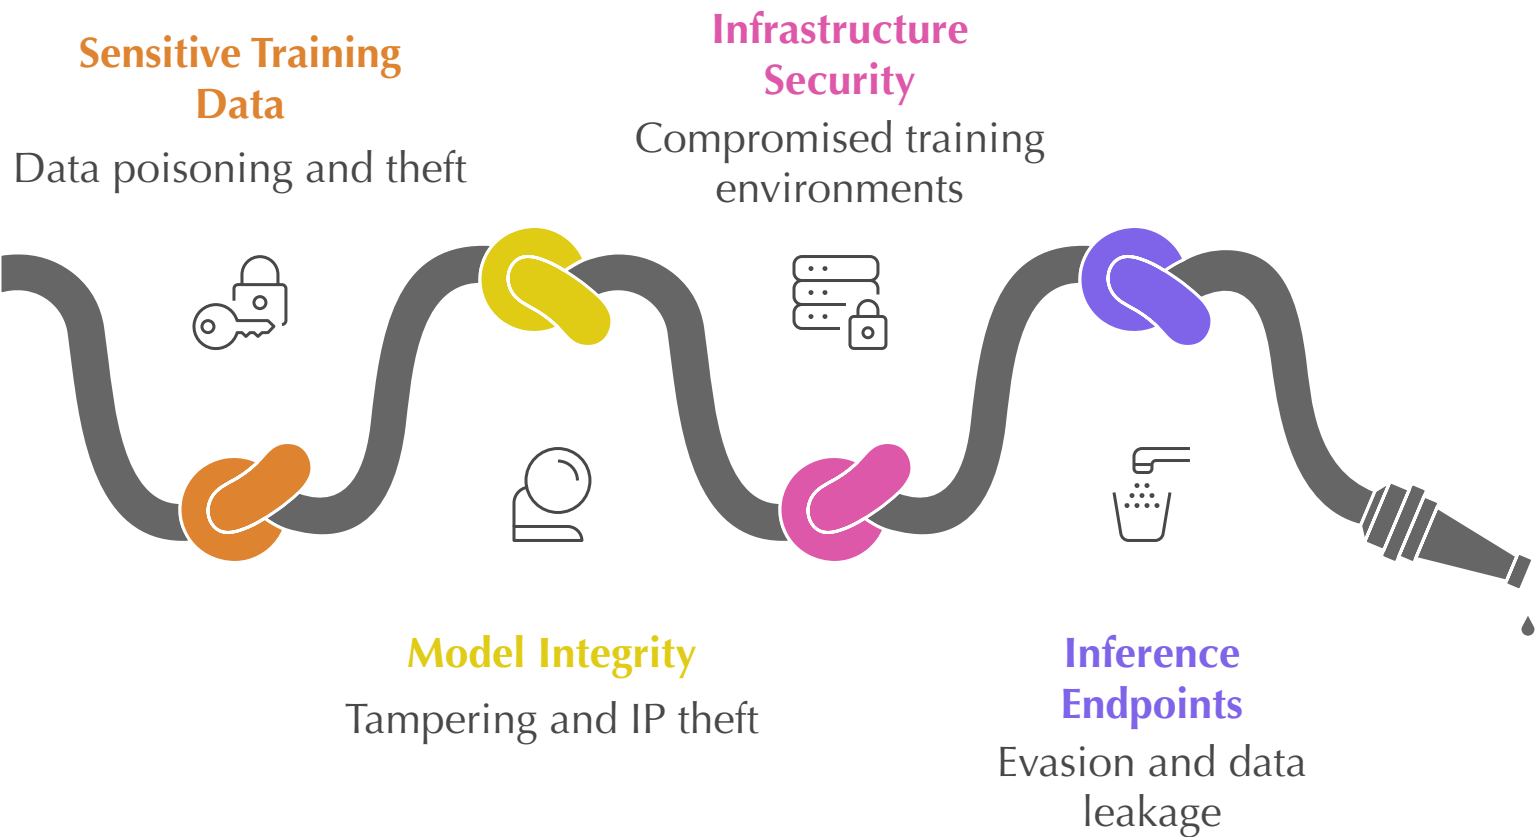 Sensitive Training
Data
Data poisoning and theft
Infrastructure
Security
Compromised training
environments
Model Integrity
Tampering and IP theft
Inference
Endpoints
Evasion and data
leakage